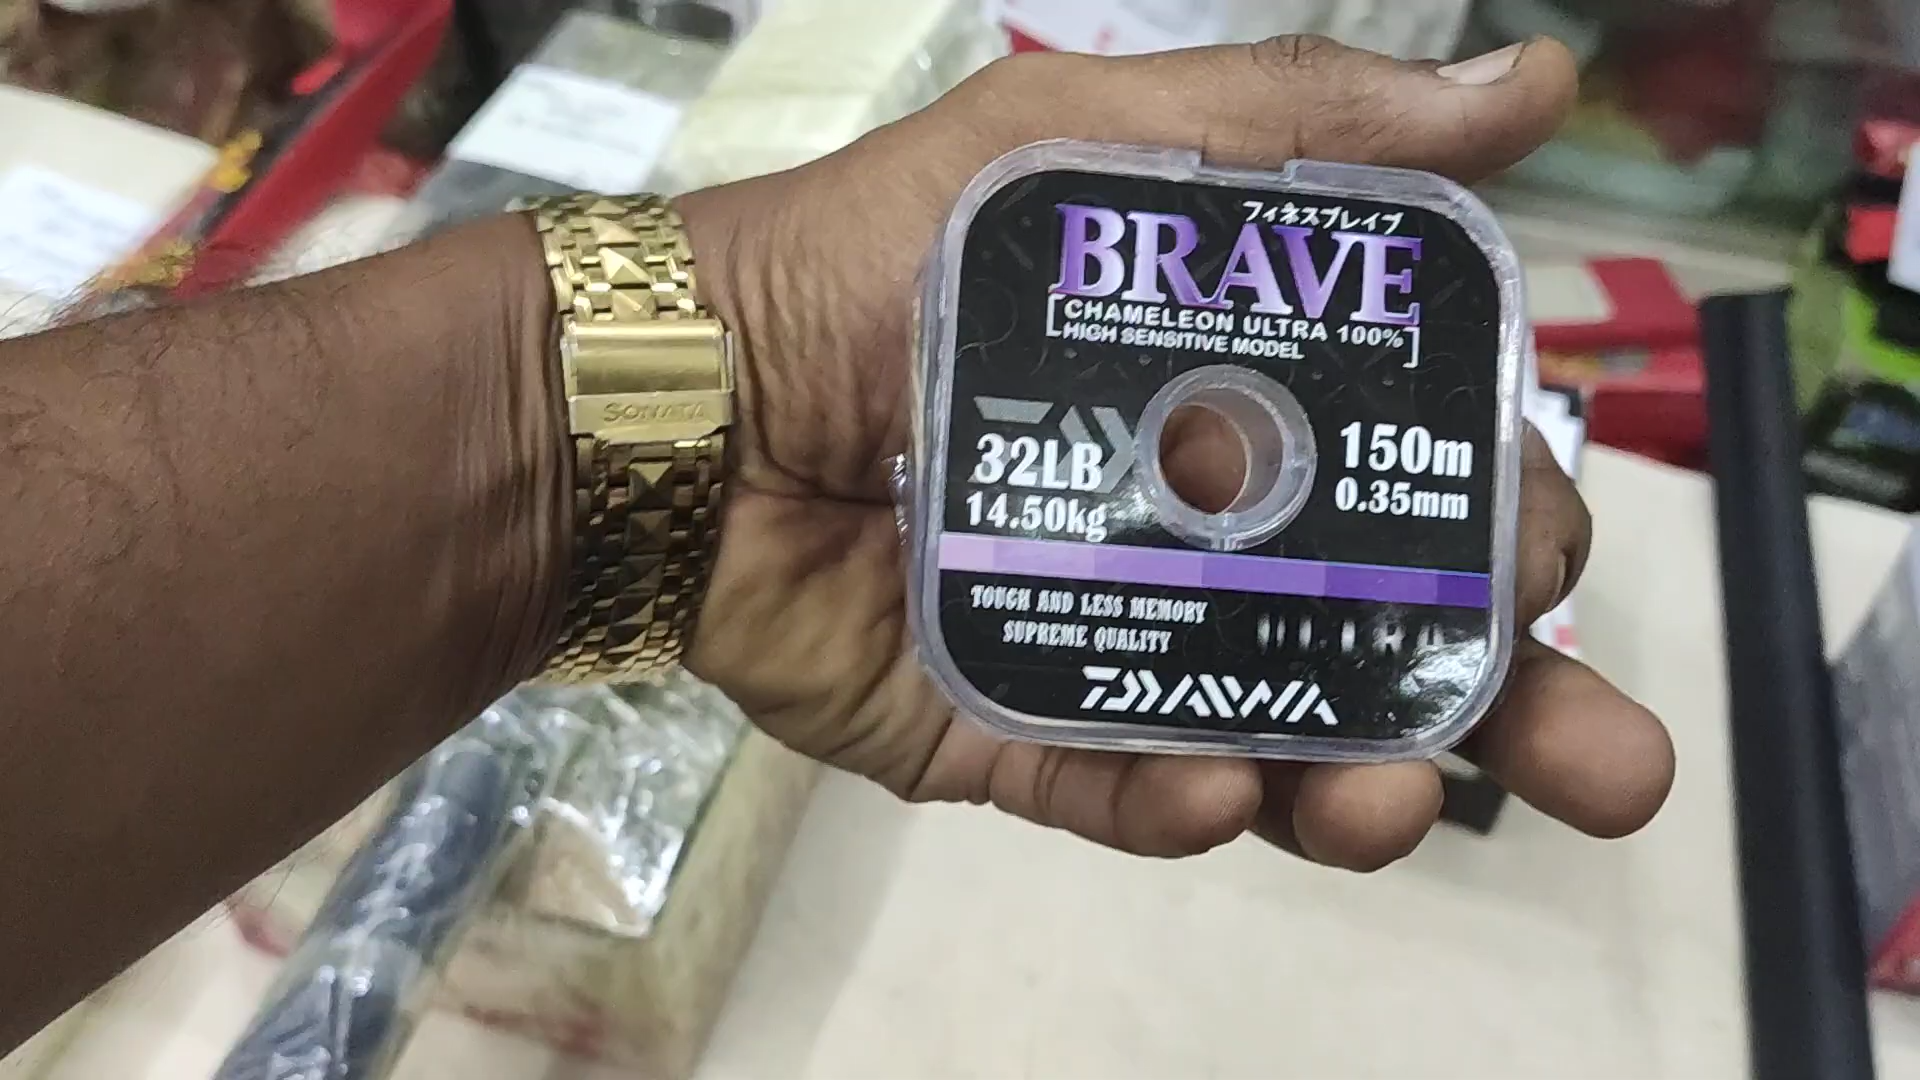 フィネスブレイブ
BRAVE
CHAMELEON ULTRA 100%
HIGH SENSITIVE MODEL
32LB
14.50kg
150m
0.35mm
TOUGH AND LESS MEMORY
SUPREME QUALITY
ULTRA
DAIWA
SONATA